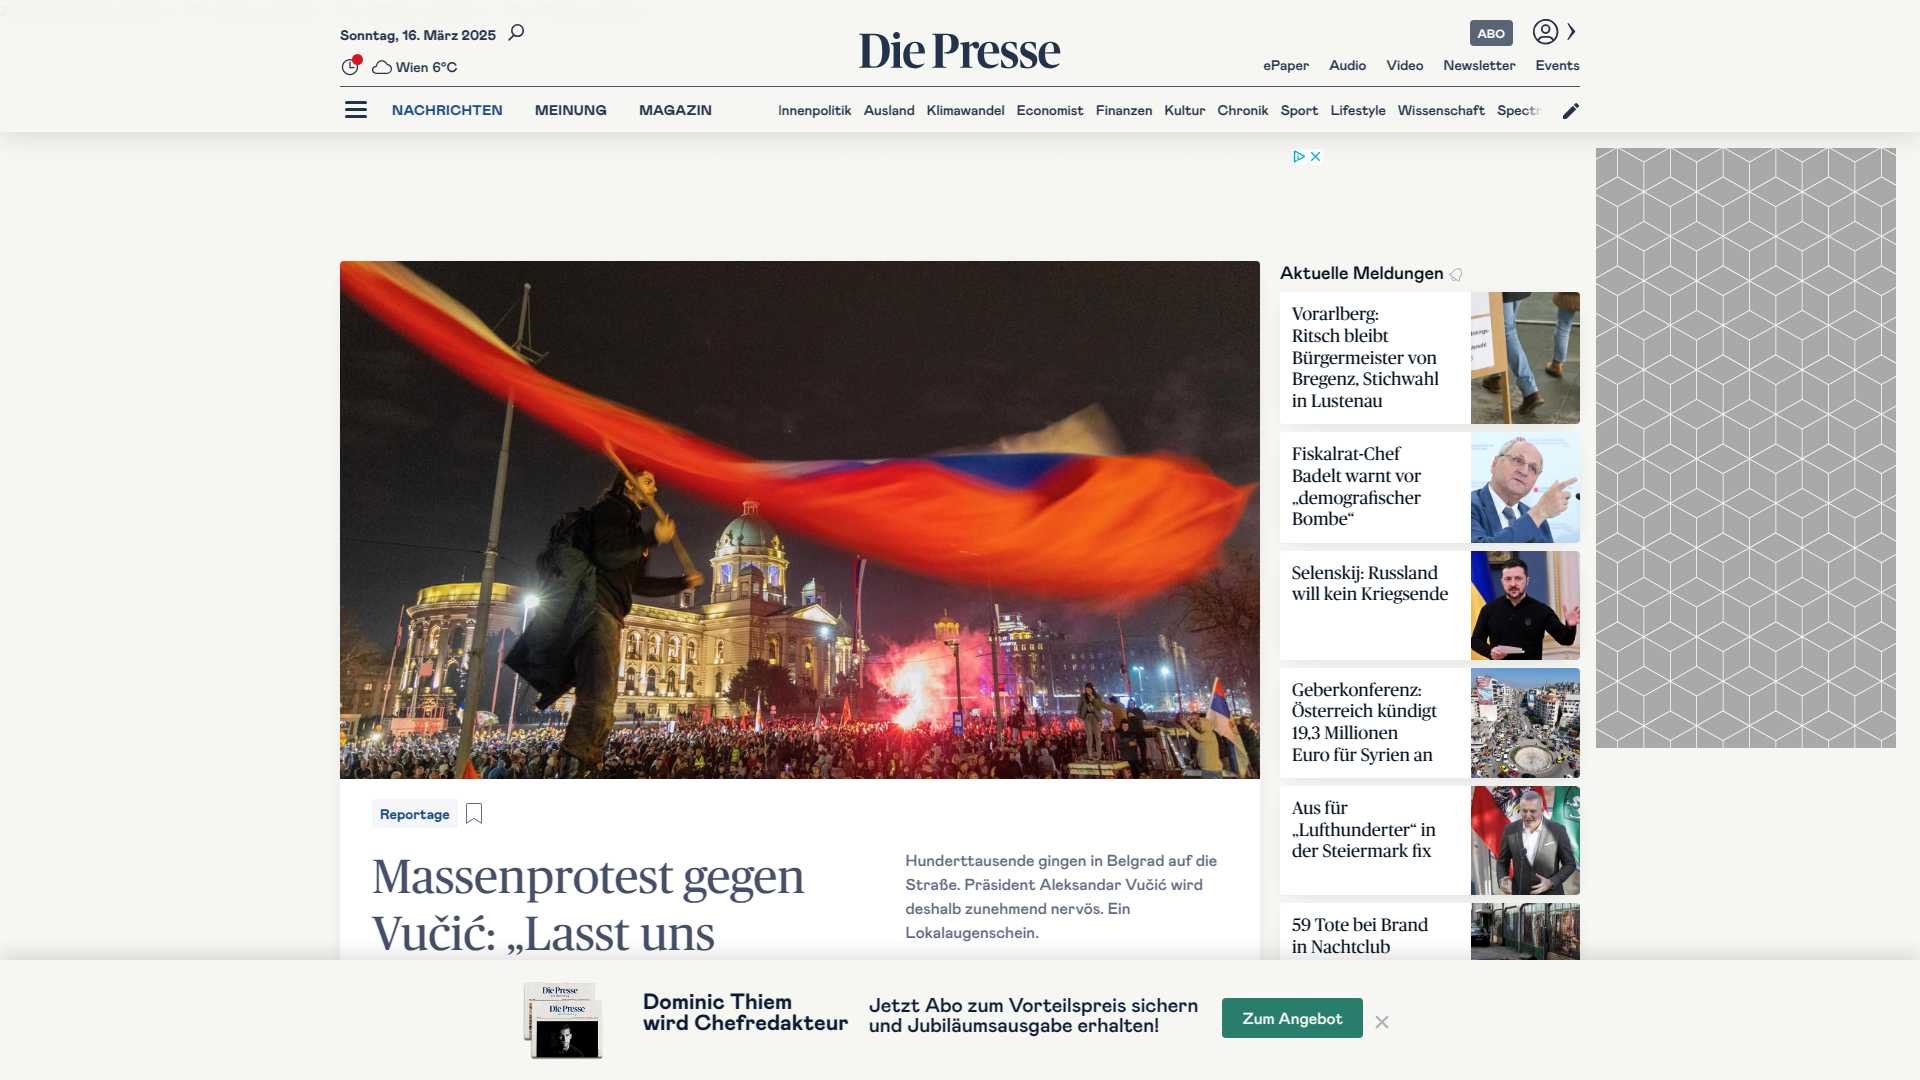 Sonntag, 16. März 2025
Wien 6°C
Die Presse
ABO
ePaper Audio Video Newsletter Events
NACHRICHTEN MEINUNG MAGAZIN
Innenpolitik Ausland Klimawandel Economist Finanzen Kultur Chronik Sport Lifestyle Wissenschaft Spectr
Reportage
Massenprotest gegen
Vučić: „Lasst uns
Hunderttausende gingen in Belgrad auf die
Straße. Präsident Aleksandar Vučić wird
deshalb zunehmend nervös. Ein
Lokalaugenschein.
Aktuelle Meldungen
Vorarlberg:
Ritsch bleibt
Bürgermeister von
Bregenz, Stichwahl
in Lustenau
Fiskalrat-Chef
Badelt warnt vor
„demografischer
Bombe“
Selenskij: Russland
will kein Kriegsende
Geberkonferenz:
Österreich kündigt
19,3 Millionen
Euro für Syrien an
Aus für
„Lufthunderter“ in
der Steiermark fix
59 Tote bei Brand
in Nachtclub
Die Presse
Die Presse
Dominic Thiem
wird Chefredakteur
Jetzt Abo zum Vorteilspreis sichern
und Jubiläumsausgabe erhalten!
Zum Angebot